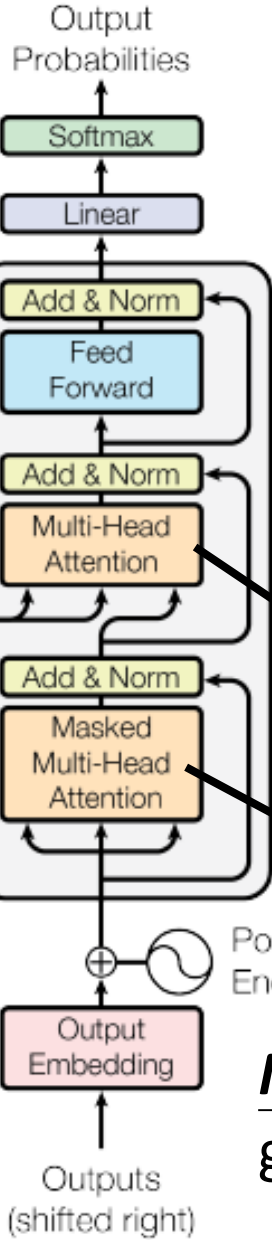 Output
Probabilities
Softmax
Linear
Add & Norm
Feed
Forward
Add & Norm
Multi-Head
Attention
Add & Norm
Masked
Multi-Head
Attention
Output
Embedding
Outputs
(shifted right)